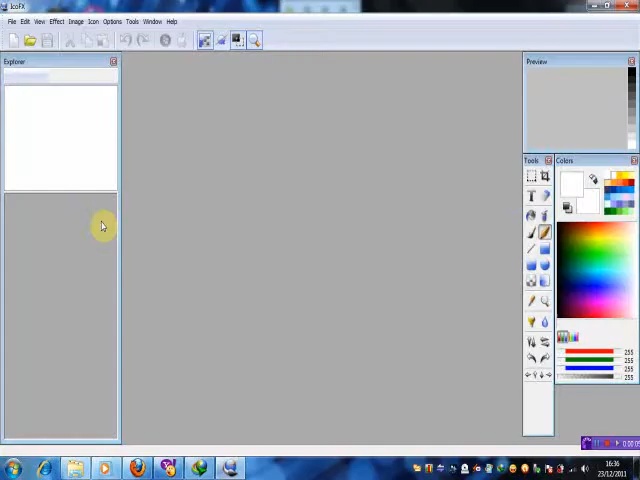 IcoFX
File Edit View Effect Image Icon Options Tools Window Help
Explorer
Preview
Tools
Colors
255
255
255
255
16:36
23/12/2011